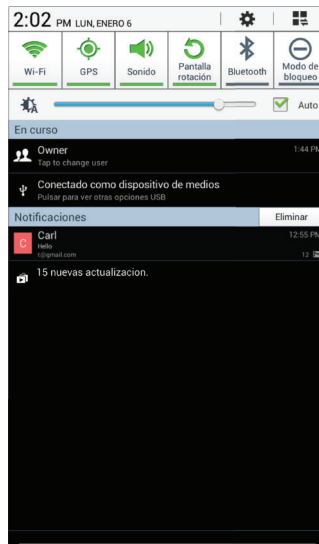 2:02 PM LUN, ENERO 6
Wi-Fi
GPS
Sonido
Pantalla
rotación
Bluetooth
Modo de
bloqueo
A
Auto
En curso
Owner
1:44 PM
Tap to change user
Conectado como dispositivo de medios
Pulsar para ver otras opciones USB
Notificaciones
Eliminar
C
Carl
12:55 PM
Hello
t@gmail.com
12
15 nuevas actualizacion.